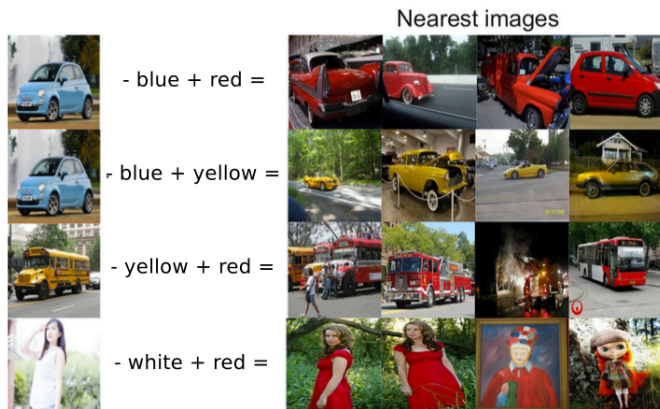 Nearest images
- blue + red =
- blue + yellow =
- yellow + red =
- white + red =